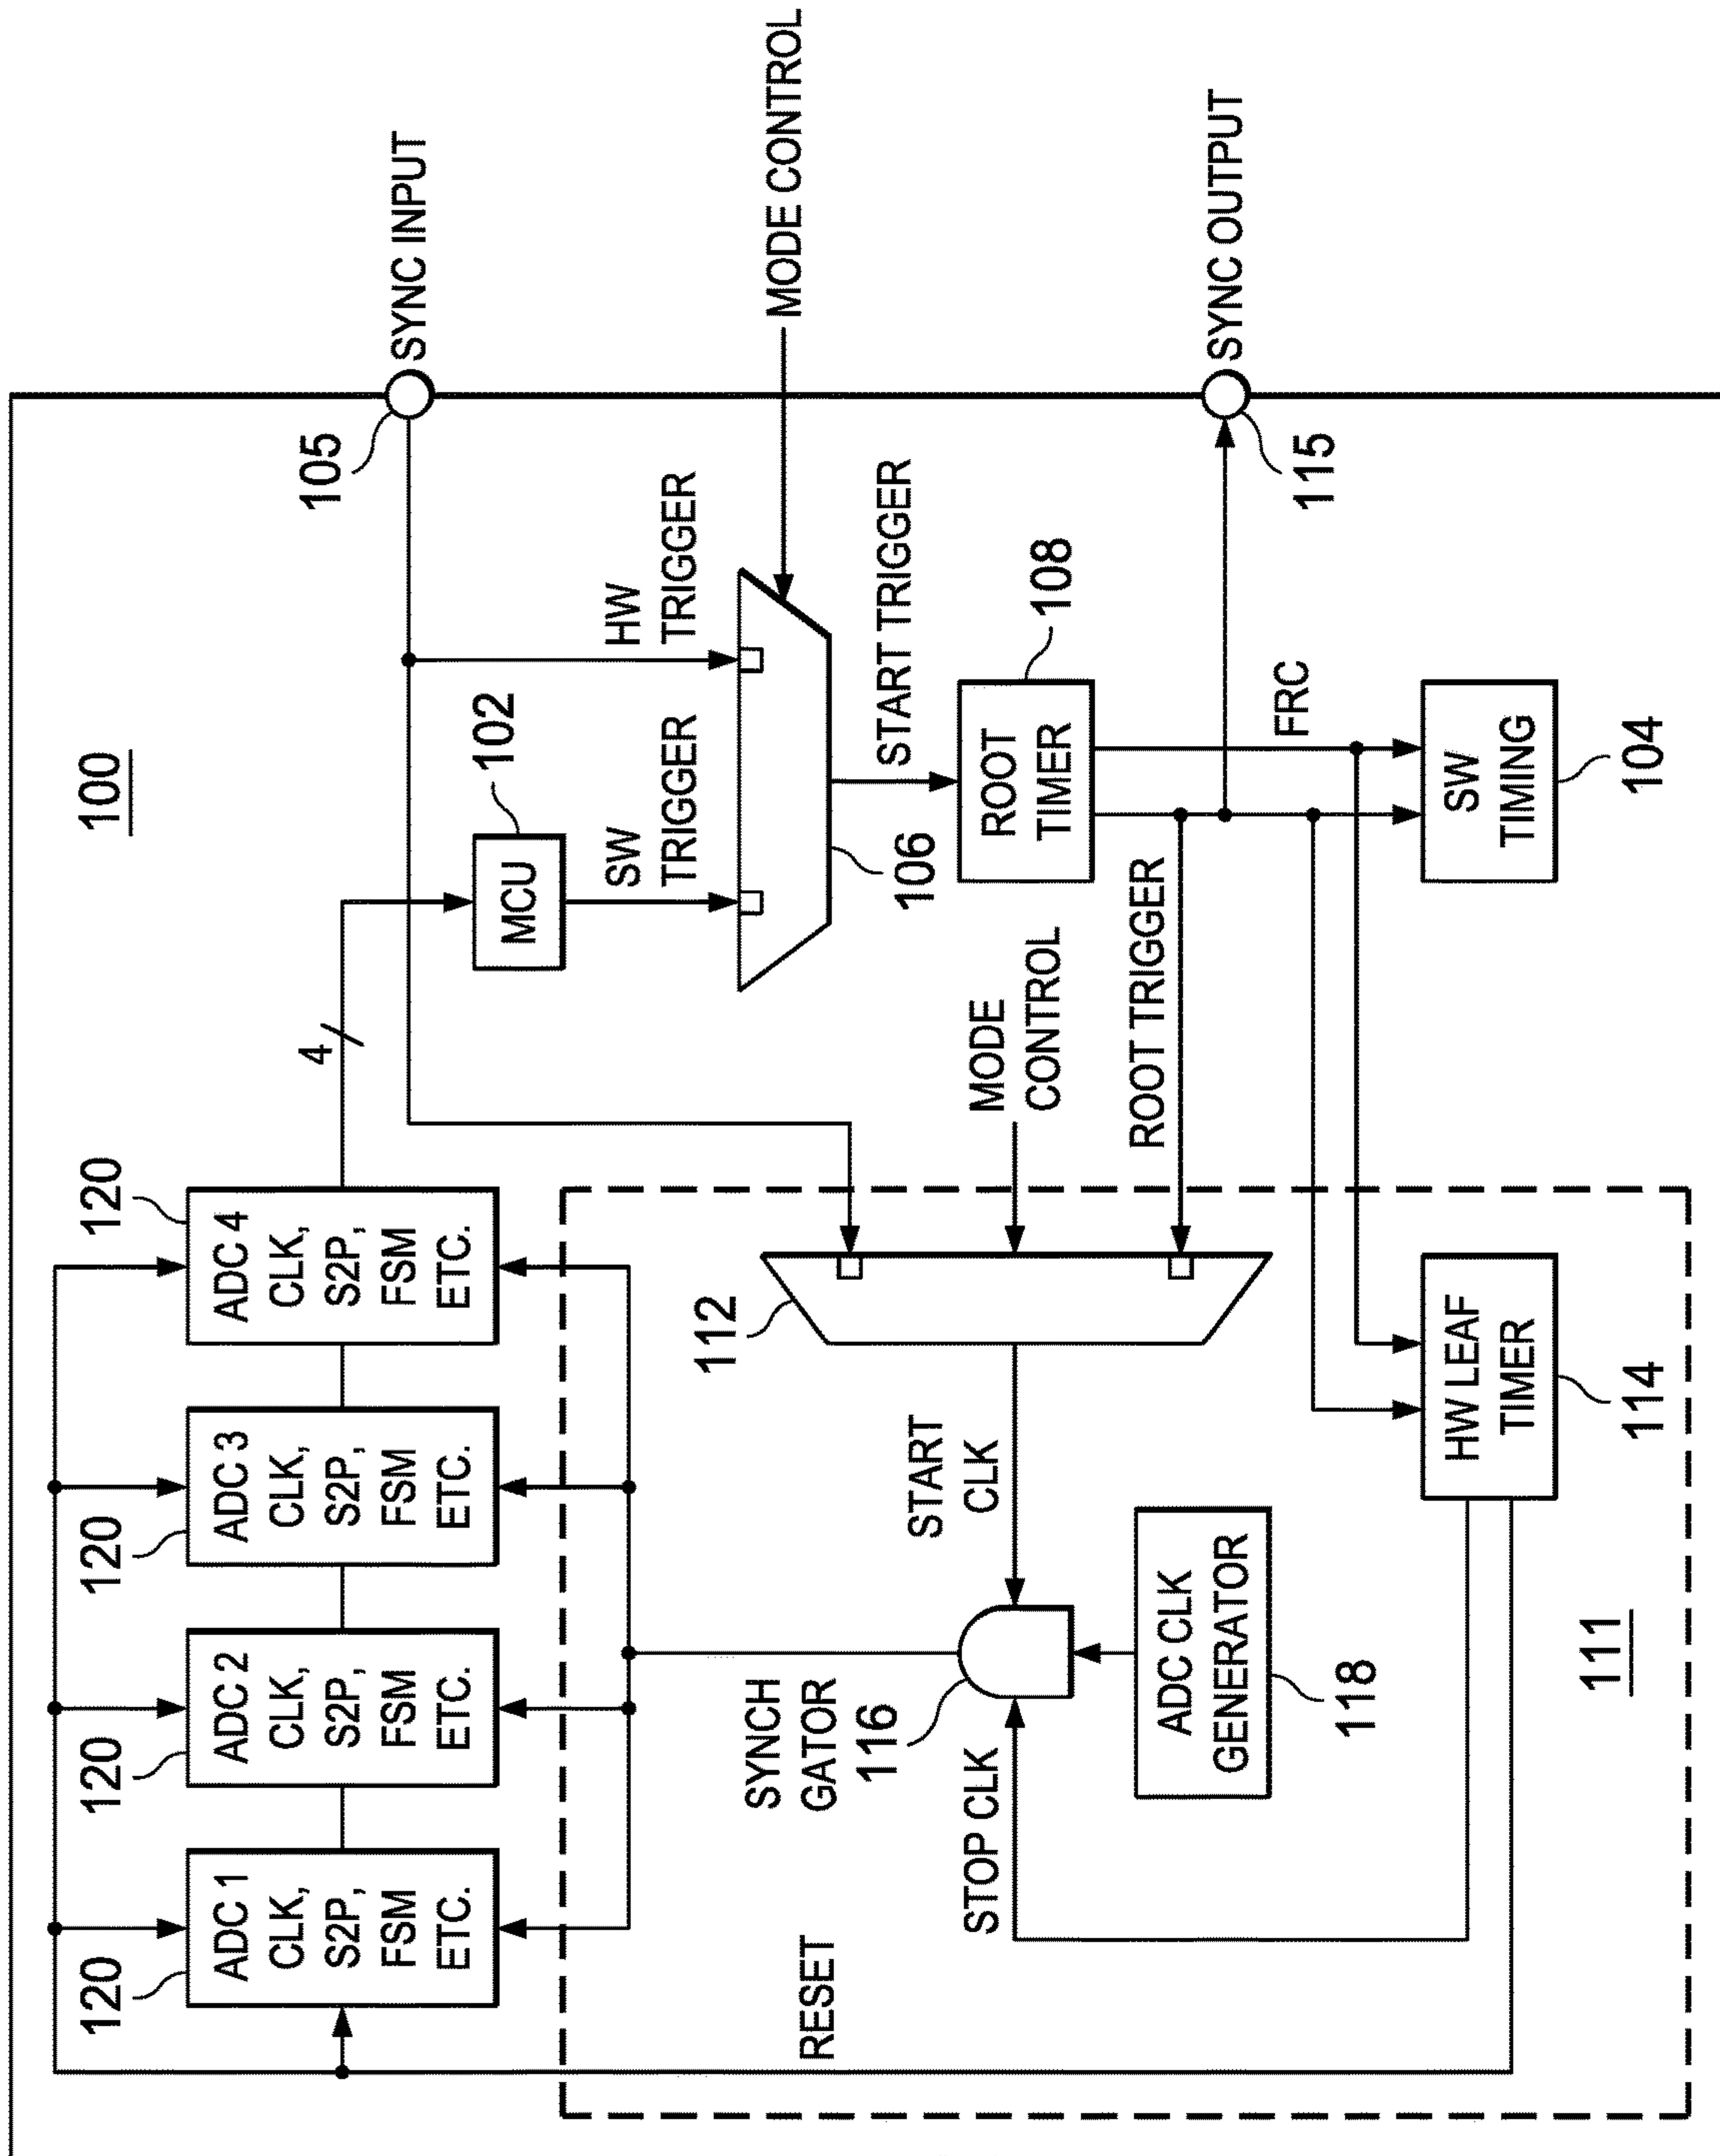 100
120
ADC 1
CLK,
S2P,
FSM
ETC.
120
ADC 2
CLK,
S2P,
FSM
ETC.
120
ADC 3
CLK,
S2P,
FSM
ETC.
120
ADC 4
CLK,
S2P,
FSM
ETC.
4
105
SYNC INPUT
MCU
102
SW
TRIGGER
HW
TRIGGER
MODE CONTROL
106
START TRIGGER
RESET
SYNCH
GATOR
116
STOP CLK
START
CLK
112
MODE
CONTROL
ROOT
TIMER
108
ROOT TRIGGER
FRC
SYNC OUTPUT
115
ADC CLK
GENERATOR
118
HW LEAF
TIMER
114
SW
TIMING
104
111